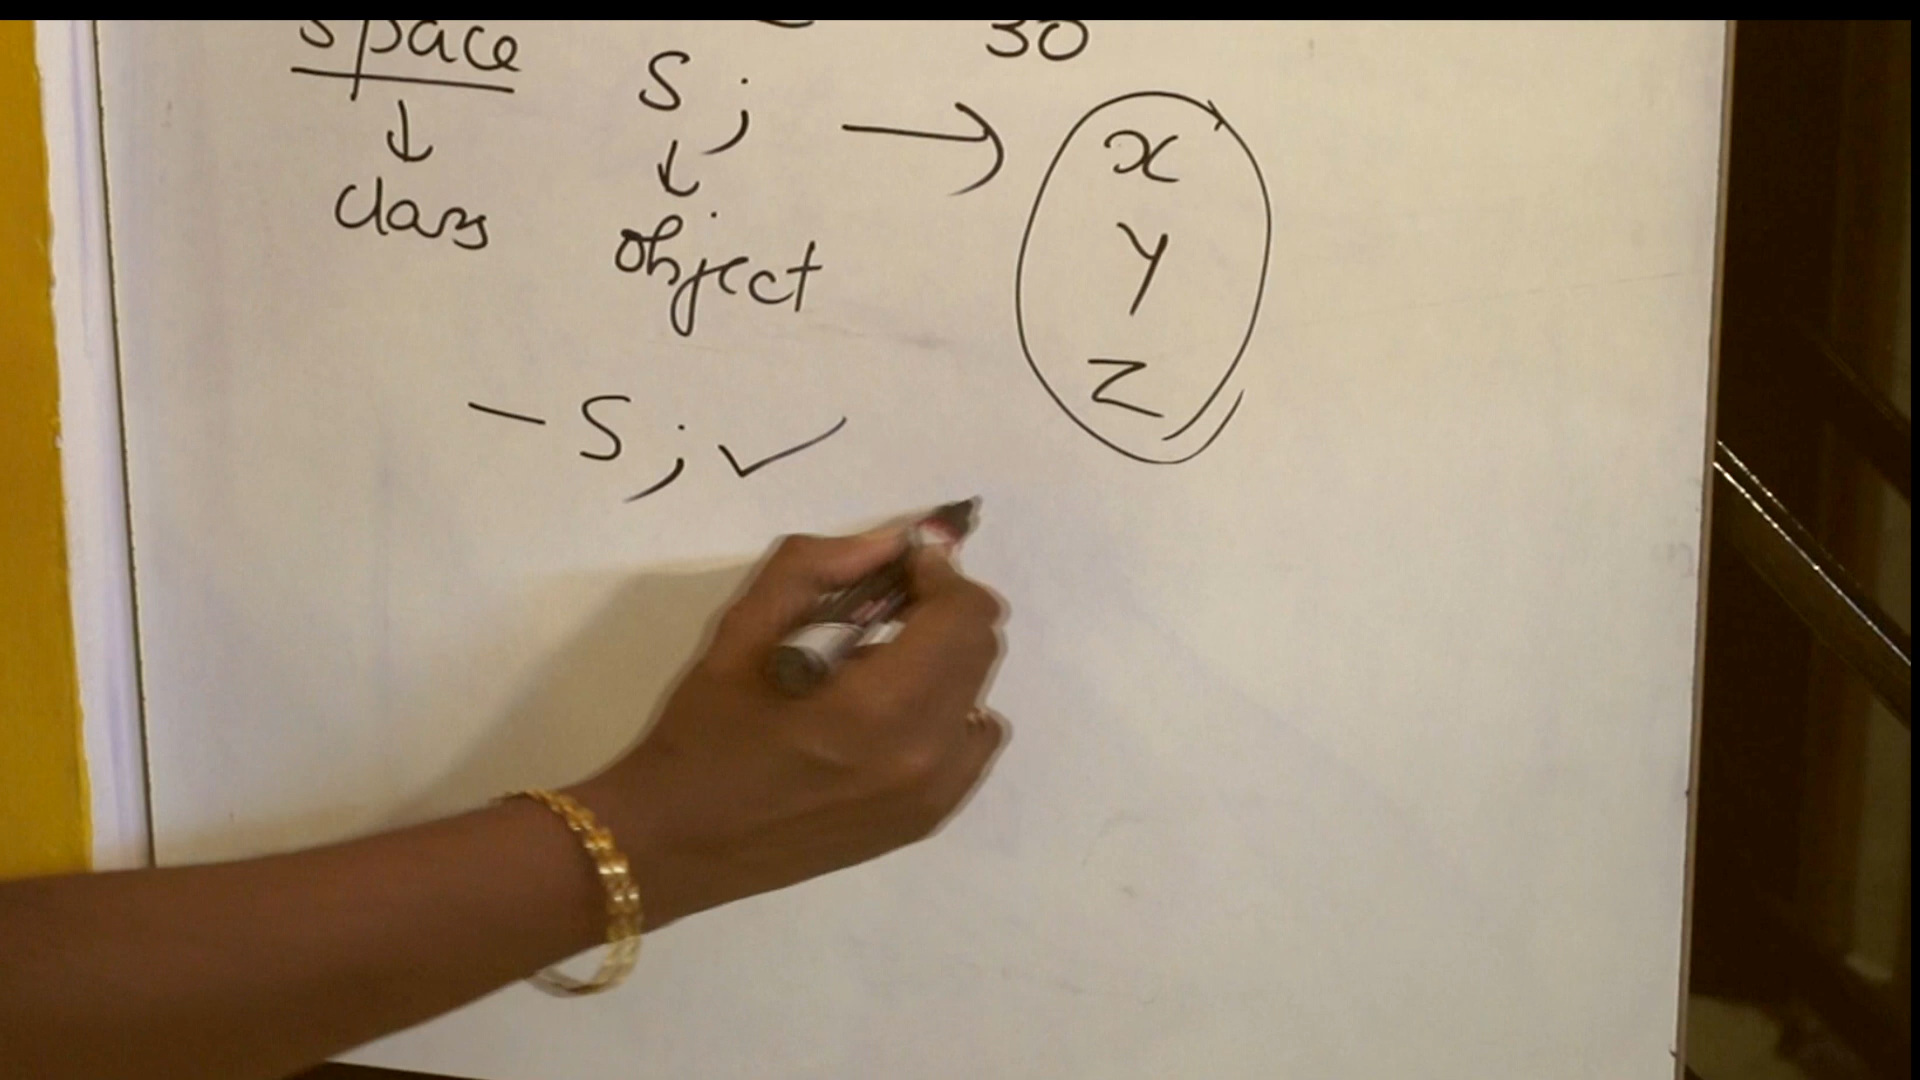 30
space S ;
↓ ↓ → x
class object y
z
- S ; ✓